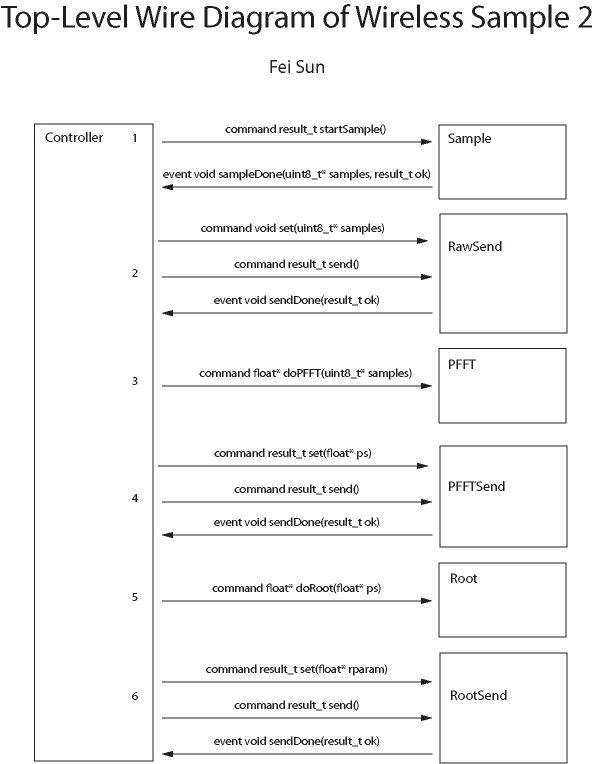 Top-Level Wire Diagram of Wireless Sample 2
Fei Sun
Controller
1
command result_t startSample()
Sample
event void sampleDone(uint8_t* samples, result_t ok)
command void set(uint8_t* samples)
RawSend
2
command result_t send()
event void sendDone(result_t ok)
PFFT
3
command float* doPFFT(uint8_t* samples)
command result_t set(float* ps)
PFFTSend
4
command result_t send()
event void sendDone(result_t ok)
Root
5
command float* doRoot(float* ps)
command result_t set(float* rparam)
6
RootSend
command result_t send()
event void sendDone(result_t ok)